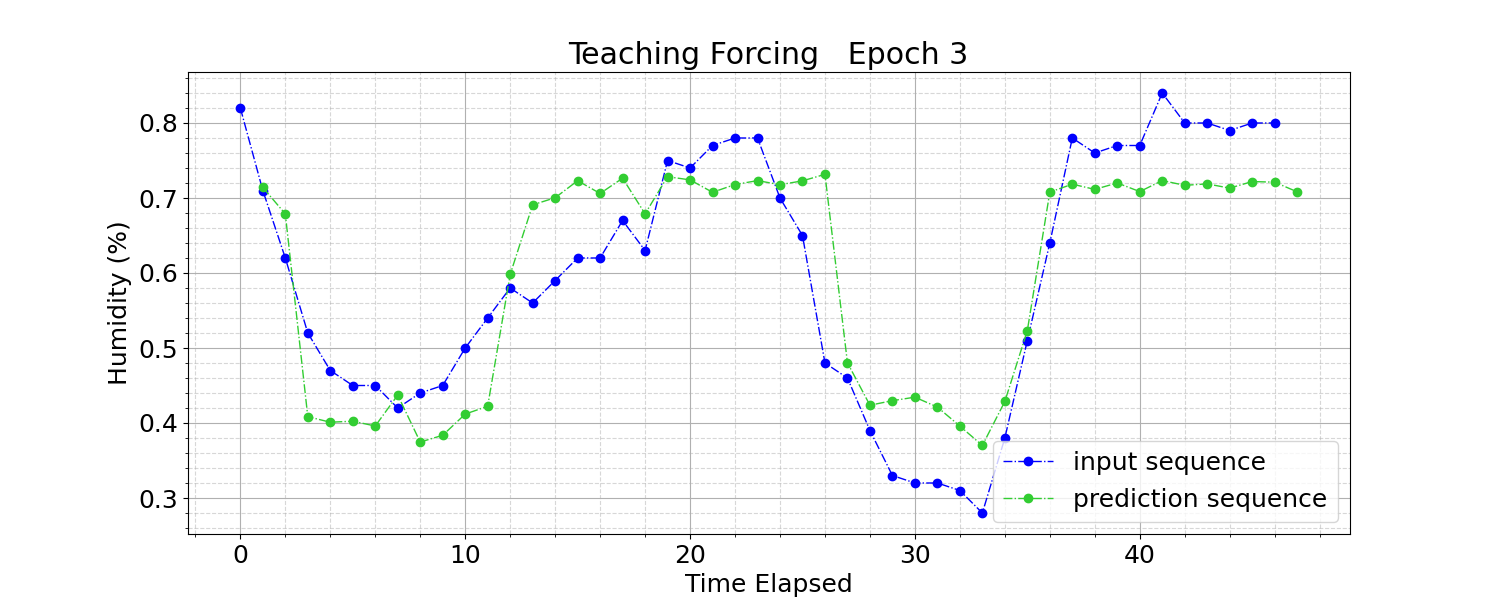 Teaching Forcing   Epoch 3
Humidity (%)
0.8
0.7
0.6
0.5
0.4
0.3
input sequence
prediction sequence
0 10 20 30 40
Time Elapsed